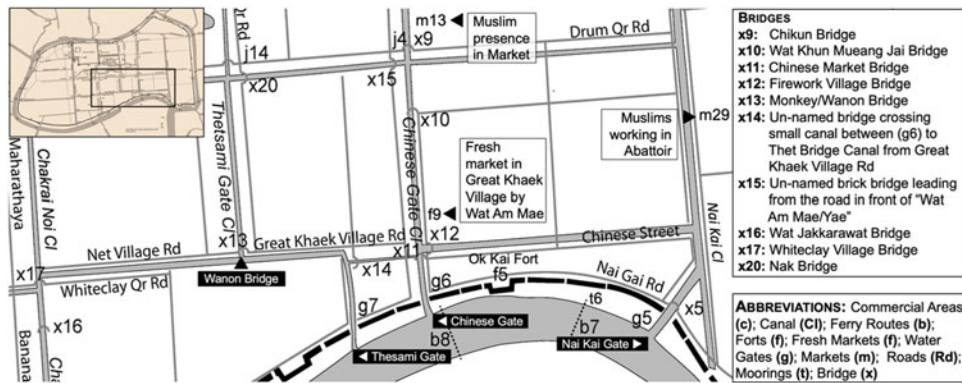 m13
Muslim
presence
in Market
Qr Rd
j14
j4
x9
Drum Qr Rd
x20
x15
x10
Thetsami Gate Cl
Chinese Gate Cl
Maharathaya
Chakrai Noi Cl
Muslims
working in
Abattoir
m29
Fresh
market in
Great Khaek
Village by
Wat Am Mae
f9
x12
Nai Kai Cl
Net Village Rd
x13
Great Khaek Village Rd
x11
Chinese Street
x17
Wanon Bridge
x14
Ok Kai Fort
f5
Nai Gai Rd
Whiteclay Qr Rd
g7
g6
t6
x5
x16
Chinese Gate
b8
b7
g5
Nai Kai Gate
Thesami Gate
Banana
Cha
BRIDGES
x9: Chikun Bridge
x10: Wat Khun Mueang Jai Bridge
x11: Chinese Market Bridge
x12: Firework Village Bridge
x13: Monkey/Wanon Bridge
x14: Un-named bridge crossing
small canal between (g6) to
Thet Bridge Canal from Great
Khaek Village Rd
x15: Un-named brick bridge leading
from the road in front of "Wat
Am Mae/Yae"
x16: Wat Jakkarawat Bridge
x17: Whiteclay Village Bridge
x20: Nak Bridge
ABBREVIATIONS: Commercial Areas
(c); Canal (Cl); Ferry Routes (b);
Forts (f); Fresh Markets (f); Water
Gates (g); Markets (m); Roads (Rd);
Moorings (t); Bridge (x)